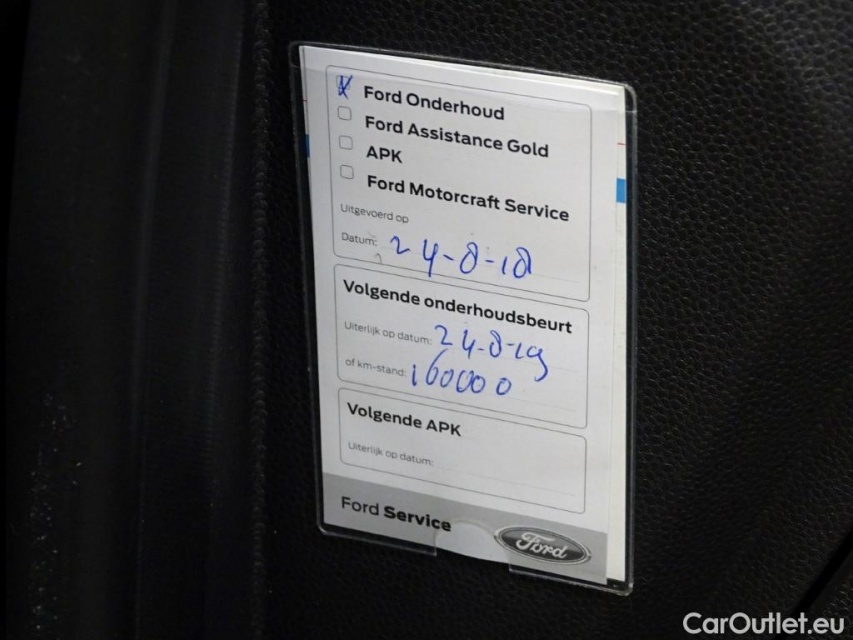 Ford Onderhoud
Ford Assistance Gold
APK
Ford Motorcraft Service
Uitgevoerd op
Datum: 24-8-18
Volgende onderhoudsbeurt
Uiterlijk op datum: 24-8-19
of km-stand: 160000
Volgende APK
Uiterlijk op datum:
Ford Service
Ford
CarOutlet.eu